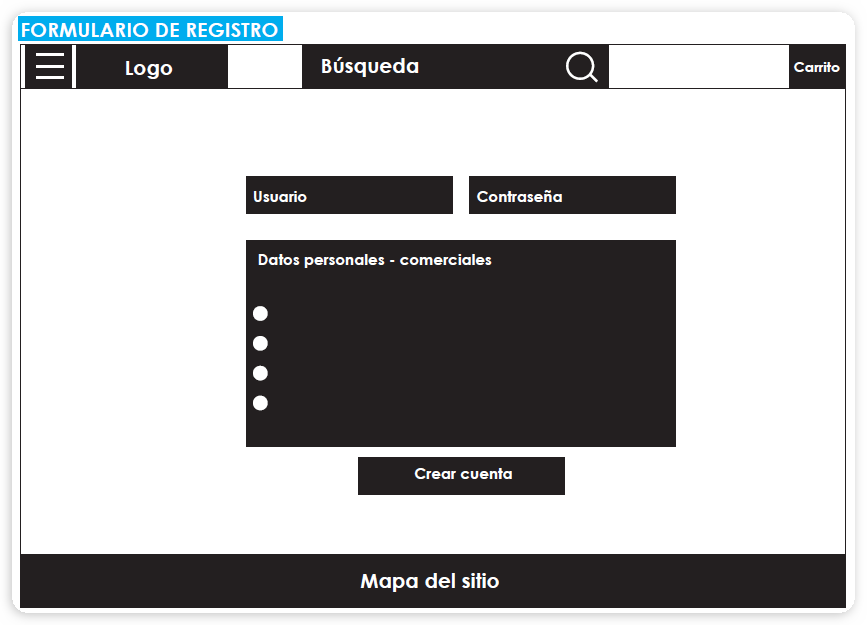 FORMULARIO DE REGISTRO
Logo
Búsqueda
Carrito
Usuario
Contraseña
Datos personales - comerciales
Crear cuenta
Mapa del sitio